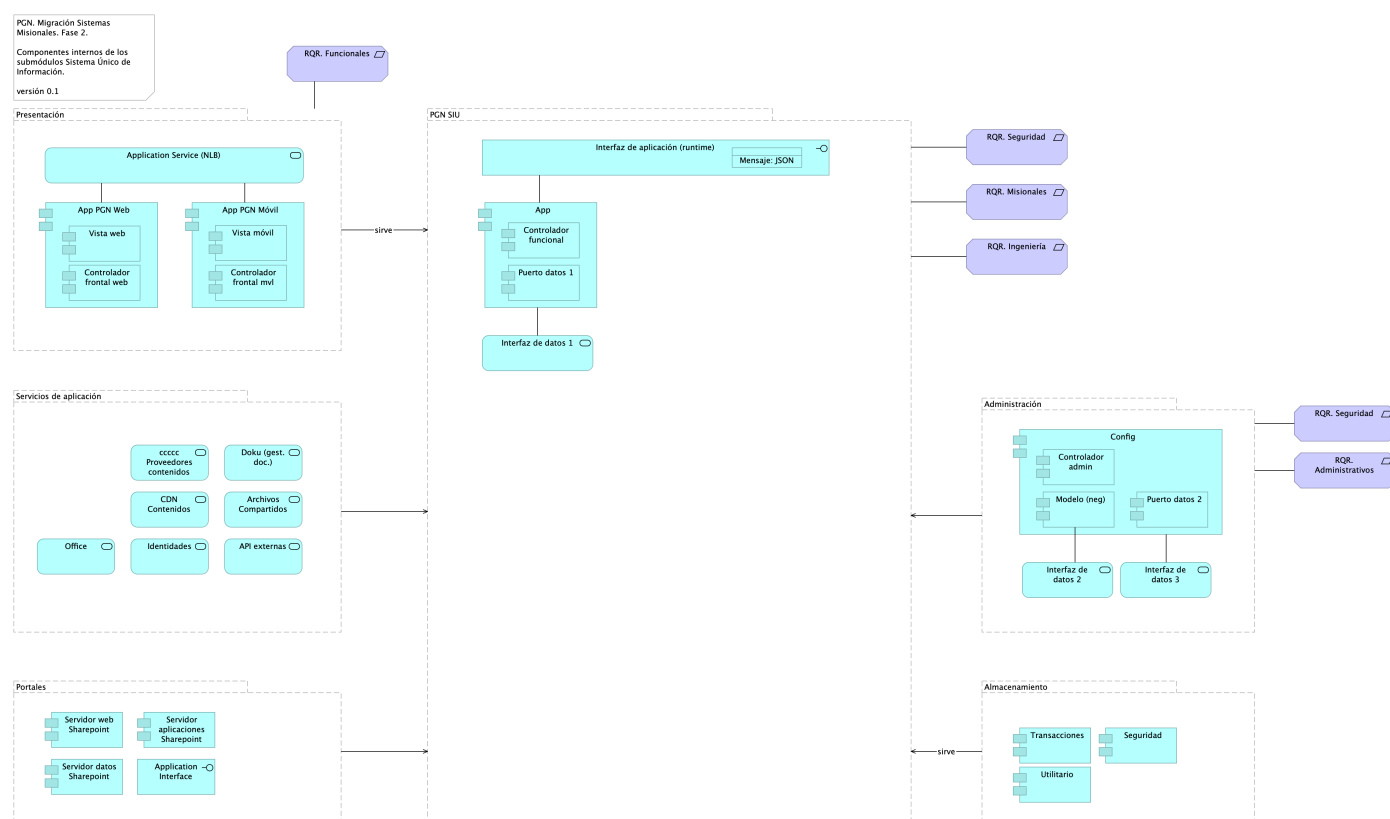 PGN. Migración Sistemas
Misionales. Fase 2.
Componentes internos de los
submódulos Sistema Único de
Información.
versión 0.1
RQR. Funcionales
Presentación
Application Service (NLB)
App PGN Web
Vista web
Controlador
frontal web
App PGN Móvil
Vista móvil
Controlador
frontal mvl
sirve
PGN SIU
Interfaz de aplicación (runtime)
Mensaje: JSON
App
Controlador
funcional
Puerto datos 1
Interfaz de datos 1
RQR. Seguridad
RQR. Misionales
RQR. Ingeniería
Servicios de aplicación
ccccc
Proveedores
contenidos
Doku (gest.
doc.)
CDN
Contenidos
Archivos
Compartidos
Office
Identidades
API externas
Administración
Config
Controlador
admin
Modelo (neg)
Puerto datos 2
Interfaz de
datos 2
Interfaz de
datos 3
RQR. Seguridad
RQR.
Administrativos
Portales
Servidor web
Sharepoint
Servidor
aplicaciones
Sharepoint
Servidor datos
Sharepoint
Application
Interface
sirve
Almacenamiento
Transacciones
Seguridad
Utilitario